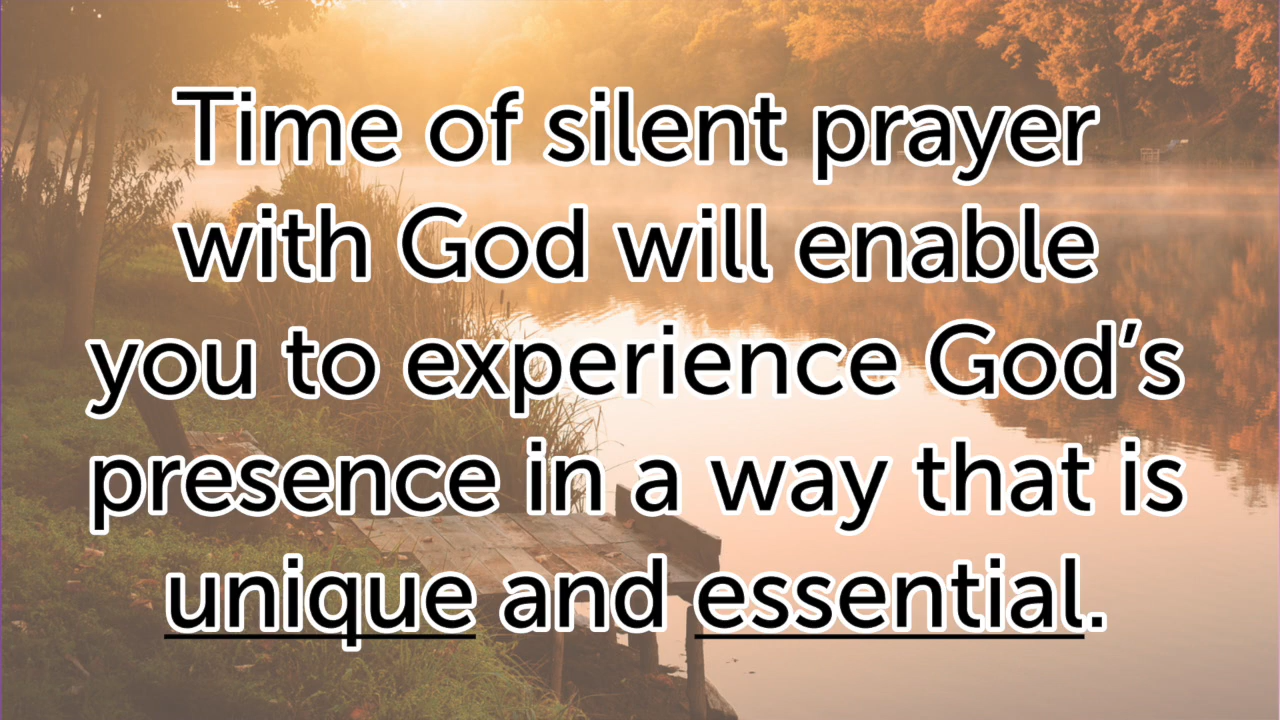 Time of silent prayer
with God will enable
you to experience God’s
presence in a way that is
unique and essential.